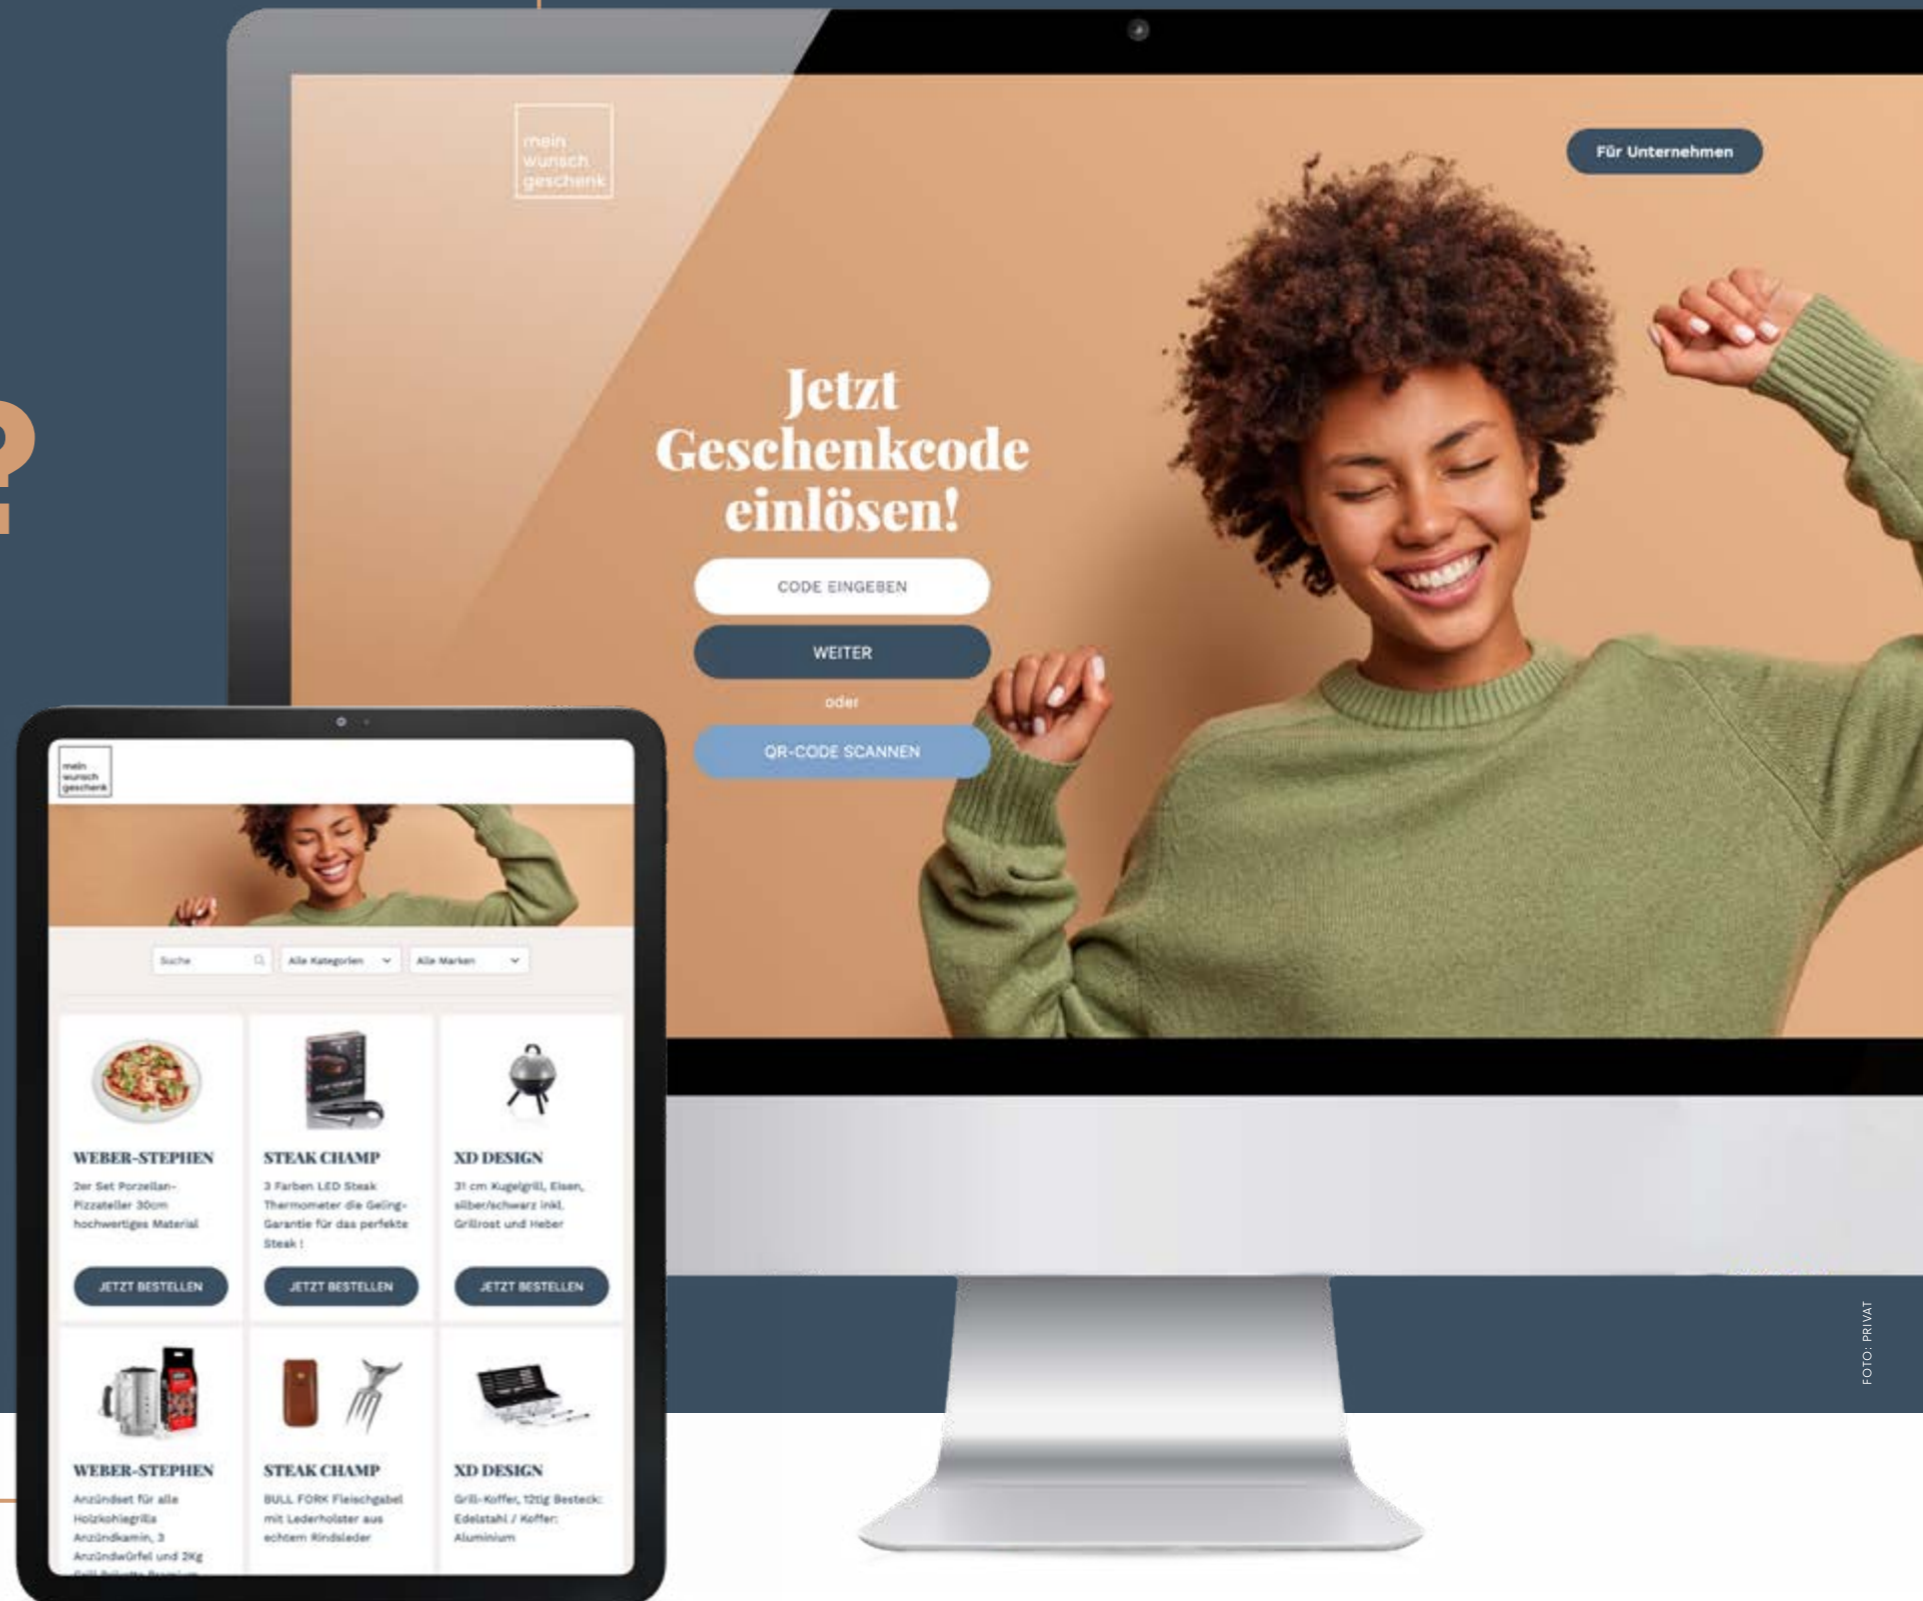 ?
mein
wunsch
geschenk
Für Unternehmen
Jetzt
Geschenkcode
einlösen!
CODE EINGEBEN
WEITER
oder
QR-CODE SCANNEN
mein
wunsch
geschenk
Suche
Alle Kategorien
Alle Marken
WEBER-STEPHEN
2er Set Porzellan-
Pizzateller 30cm
hochwertiges Material
JETZT BESTELLEN
STEAK CHAMP
3 Farben LED Steak
Thermometer die Geling-
Garantie für das perfekte
Steak !
JETZT BESTELLEN
XD DESIGN
31 cm Kugelgrill, Eisen,
silber/schwarz inkl.
Grillrost und Heber
JETZT BESTELLEN
WEBER-STEPHEN
Anzündset für alle
Holzkohlegrills
Anzündkamin, 3
Anzündwürfel und 2Kg
STEAK CHAMP
BULL FORK Fleischgabel
mit Lederholster aus
echtem Rindsleder
XD DESIGN
Grill-Koffer, 12tlg Besteck:
Edelstahl / Koffer:
Aluminium
FOTO: PRIVAT